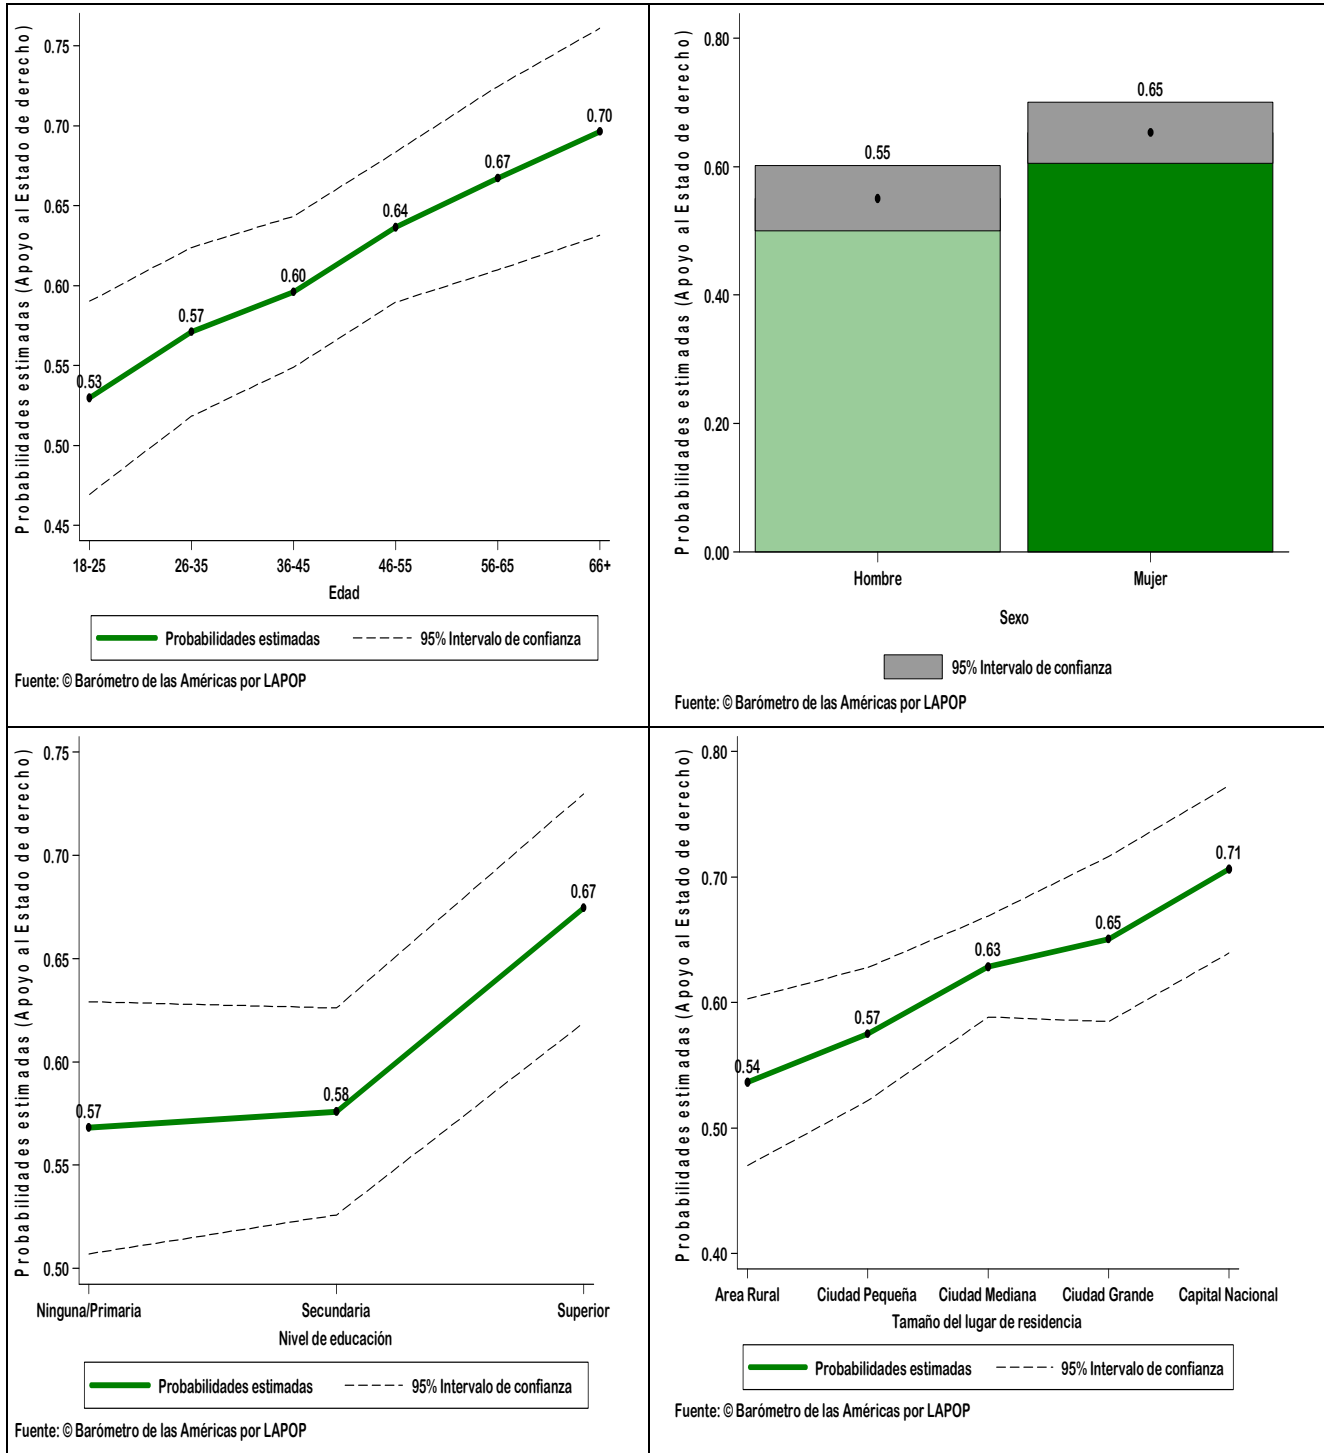 Probabilidades estimadas (Apoyo al Estado de derecho)
0.75
0.70
0.65
0.60
0.55
0.50
0.45
0.53
0.57
0.60
0.64
0.67
0.70
18-25 26-35 36-45 46-55 56-65 66+
Edad
Probabilidades estimadas 95% Intervalo de confianza
Fuente: © Barómetro de las Américas por LAPOP
Probabilidades estimadas (Apoyo al Estado de derecho)
0.80
0.60
0.40
0.20
0.00
0.55
0.65
Hombre Mujer
Sexo
95% Intervalo de confianza
Fuente: © Barómetro de las Américas por LAPOP
Probabilidades estimadas (Apoyo al Estado de derecho)
0.75
0.70
0.65
0.60
0.55
0.50
0.57
0.58
0.67
Ninguna/Primaria Secundaria Superior
Nivel de educación
Probabilidades estimadas 95% Intervalo de confianza
Fuente: © Barómetro de las Américas por LAPOP
Probabilidades estimadas (Apoyo al Estado de derecho)
0.80
0.70
0.60
0.50
0.40
0.54
0.57
0.63
0.65
0.71
Area Rural Ciudad Pequeña Ciudad Mediana Ciudad Grande Capital Nacional
Tamaño del lugar de residencia
Probabilidades estimadas 95% Intervalo de confianza
Fuente: © Barómetro de las Américas por LAPOP